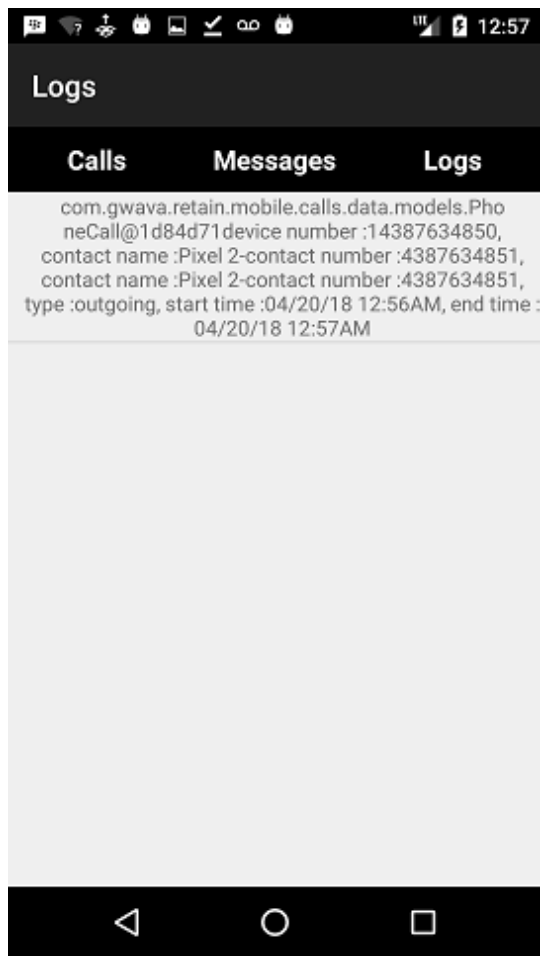 LTE 12:57
Logs
Calls Messages Logs
com.gwava.retain.mobile.calls.data.models.Pho
neCall@1d84d71device number :14387634850,
contact name :Pixel 2-contact number :4387634851,
contact name :Pixel 2-contact number :4387634851,
type :outgoing, start time :04/20/18 12:56AM, end time :
04/20/18 12:57AM